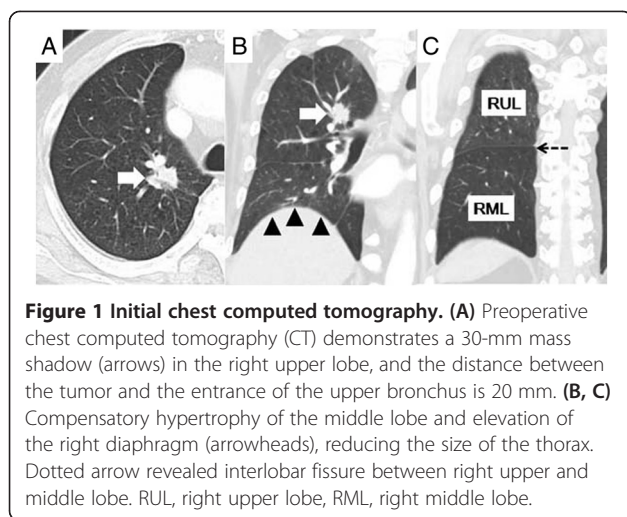 A
B
C
RUL
RML
Figure 1 Initial chest computed tomography. (A) Preoperative
chest computed tomography (CT) demonstrates a 30-mm mass
shadow (arrows) in the right upper lobe, and the distance between
the tumor and the entrance of the upper bronchus is 20 mm. (B, C)
Compensatory hypertrophy of the middle lobe and elevation of
the right diaphragm (arrowheads), reducing the size of the thorax.
Dotted arrow revealed interlobar fissure between right upper and
middle lobe. RUL, right upper lobe, RML, right middle lobe.